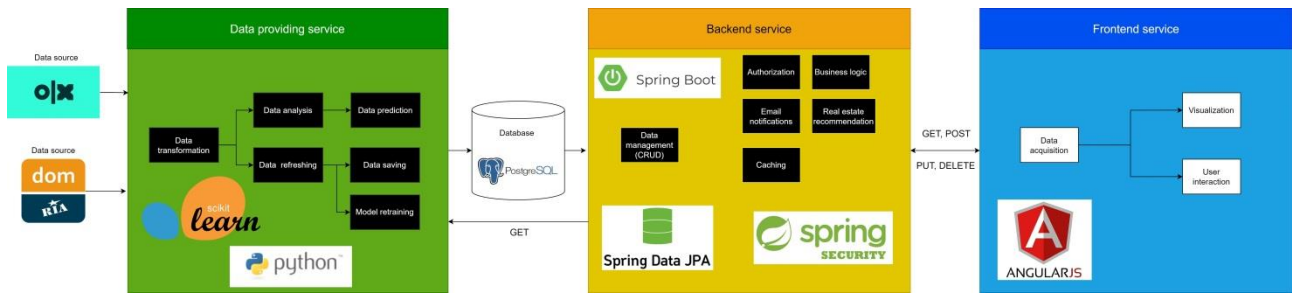 Data source
olx
Data source
dom
RIA
Data providing service
Data
transformation
Data analysis
Data prediction
Data refreshing
Data saving
Model retraining
scikit
learn
python™
Database
PostgreSQL
GET
Backend service
Spring Boot
Authorization
Business logic
Email
notifications
Real estate
recommendation
Data
management
(CRUD)
Caching
Spring Data JPA
spring
SECURITY
GET, POST
PUT, DELETE
Frontend service
Data
acquisition
Visualization
User
interaction
A
ANGULARJS